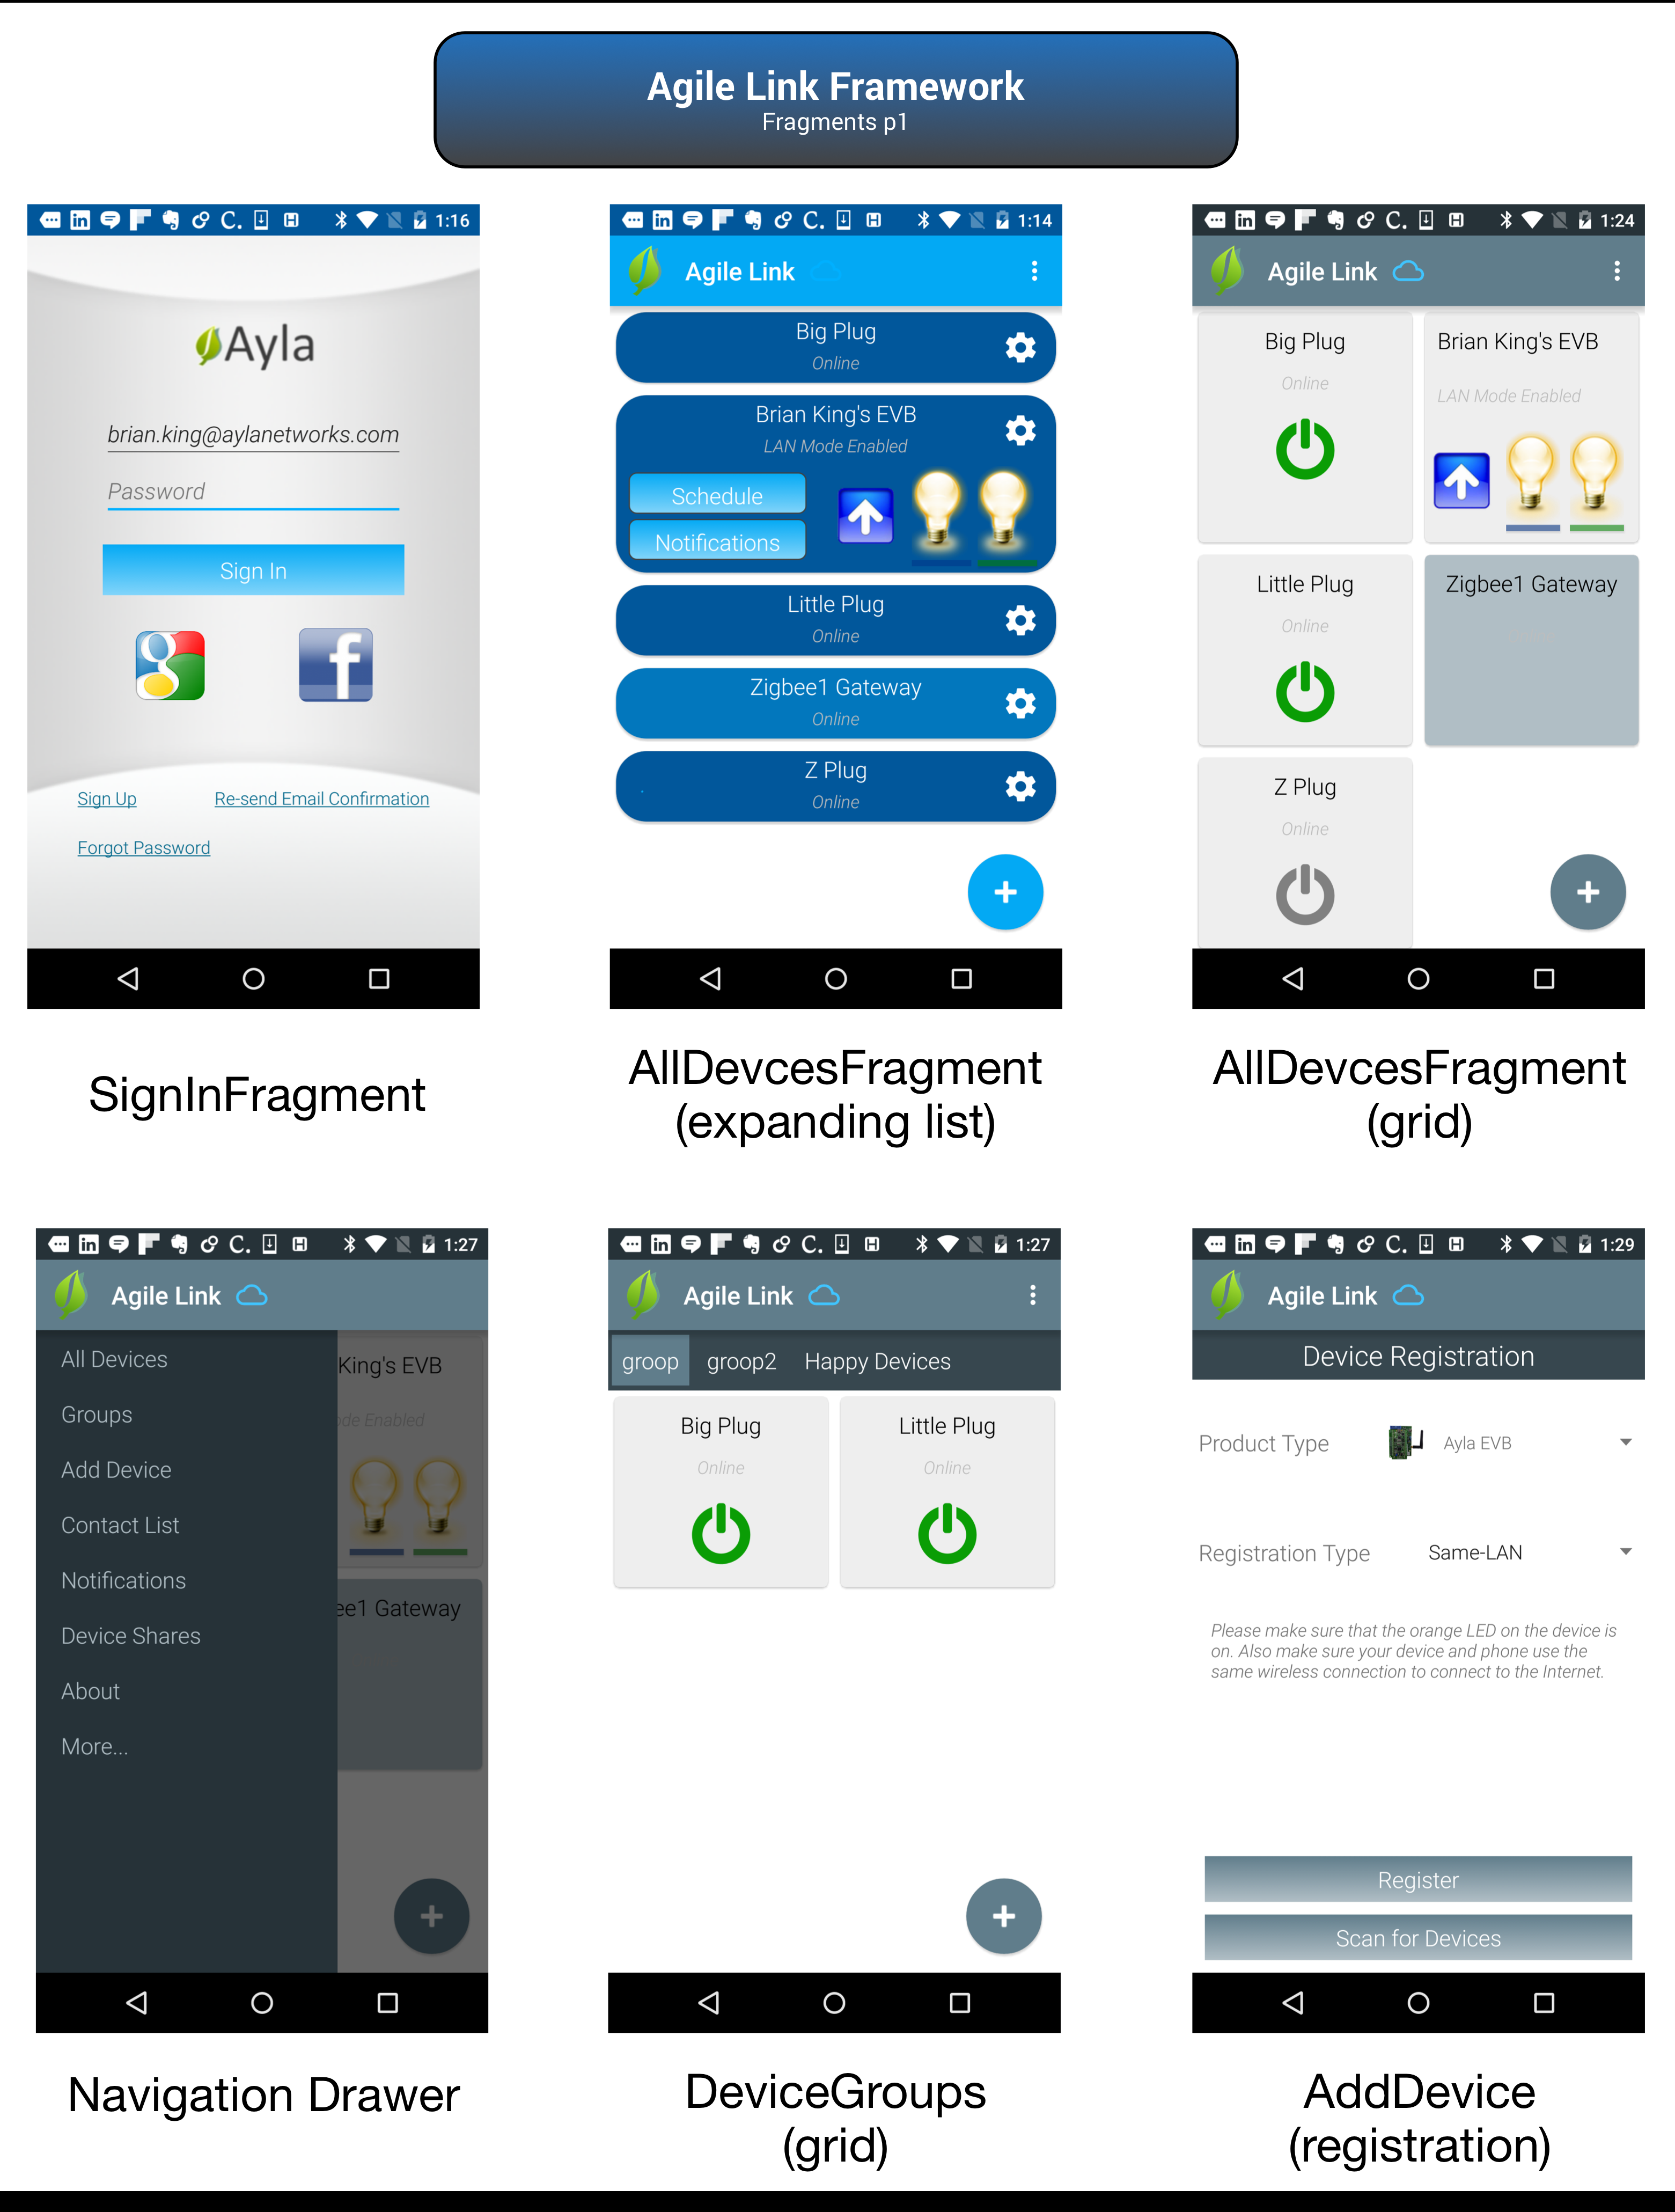 Agile Link Framework
Fragments p1
1:16
Ayla
brian.king@aylanetworks.com
Password
Sign In
Sign Up
Re-send Email Confirmation
Forgot Password
SignInFragment
1:14
Agile Link
Big Plug
Online
Brian King's EVB
LAN Mode Enabled
Schedule
Notifications
Little Plug
Online
Zigbee1 Gateway
Online
Z Plug
Online
+
AllDevcesFragment
(expanding list)
1:24
Agile Link
Big Plug
Online
Brian King's EVB
LAN Mode Enabled
Little Plug
Online
Zigbee1 Gateway
Z Plug
Online
+
AllDevcesFragment
(grid)
1:27
Agile Link
All Devices
Groups
Add Device
Contact List
Notifications
Device Shares
About
More...
King's EVB
ode Enabled
ee1 Gateway
+
Navigation Drawer
1:27
Agile Link
groop groop2 Happy Devices
Big Plug
Online
Little Plug
Online
+
DeviceGroups
(grid)
1:29
Agile Link
Device Registration
Product Type Ayla EVB
Registration Type Same-LAN
Please make sure that the orange LED on the device is
on. Also make sure your device and phone use the
same wireless connection to connect to the Internet.
Register
Scan for Devices
AddDevice
(registration)